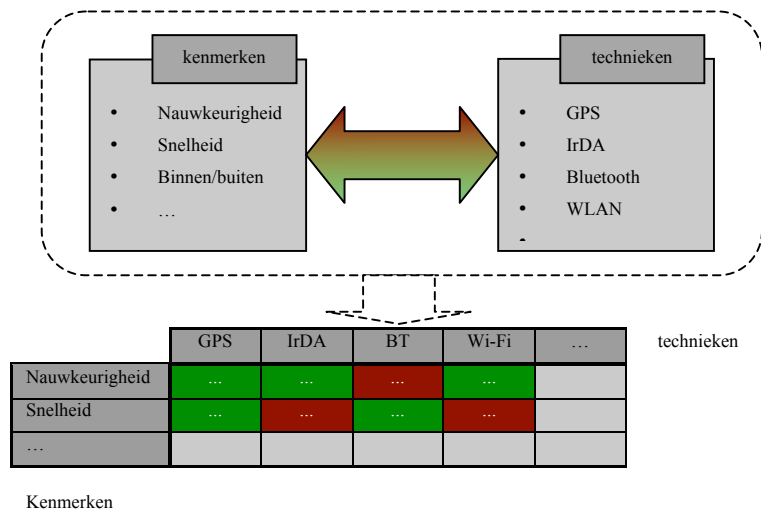 kenmerken
• Nauwkeurigheid
• Snelheid
• Binnen/buiten
• …
technieken
• GPS
• IrDA
• Bluetooth
• WLAN
•
GPS IrDA BT Wi-Fi … technieken
Nauwkeurigheid … … … …
Snelheid … … … …
…
Kenmerken